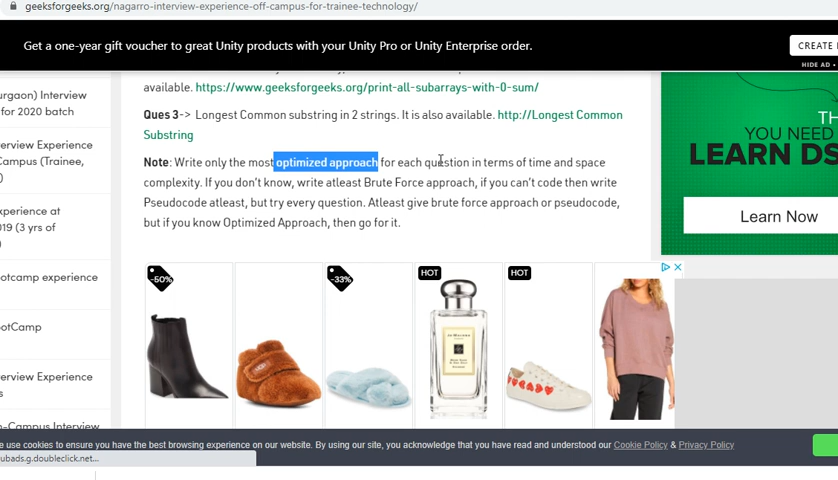 geeksforgeeks.org/nagarro-interview-experience-off-campus-for-trainee-technology/
Get a one-year gift voucher to great Unity products with your Unity Pro or Unity Enterprise order.
CREATE
HIDE AD •
available. https://www.geeksforgeeks.org/print-all-subarrays-with-0-sum/
urgaon) Interview
for 2020 batch
Ques 3-> Longest Common substring in 2 strings. It is also available. http://Longest Common
Substring
erview Experience
Campus (Trainee,
)
Note: Write only the most optimized approach for each question in terms of time and space
complexity. If you don't know, write atleast Brute Force approach, if you can't code then write
Pseudocode atleast, but try every question. Atleast give brute force approach or pseudocode,
but if you know Optimized Approach, then go for it.
xperience at
019 (3 yrs of
)
TH
YOU NEED
LEARN DS
Learn Now
ootcamp experience
ootCamp
erview Experience
s
n-Campus Interview
-50%
-33%
HOT
HOT
e use cookies to ensure you have the best browsing experience on our website. By using our site, you acknowledge that you have read and understood our Cookie Policy & Privacy Policy
ubads.g.doubleclick.net...